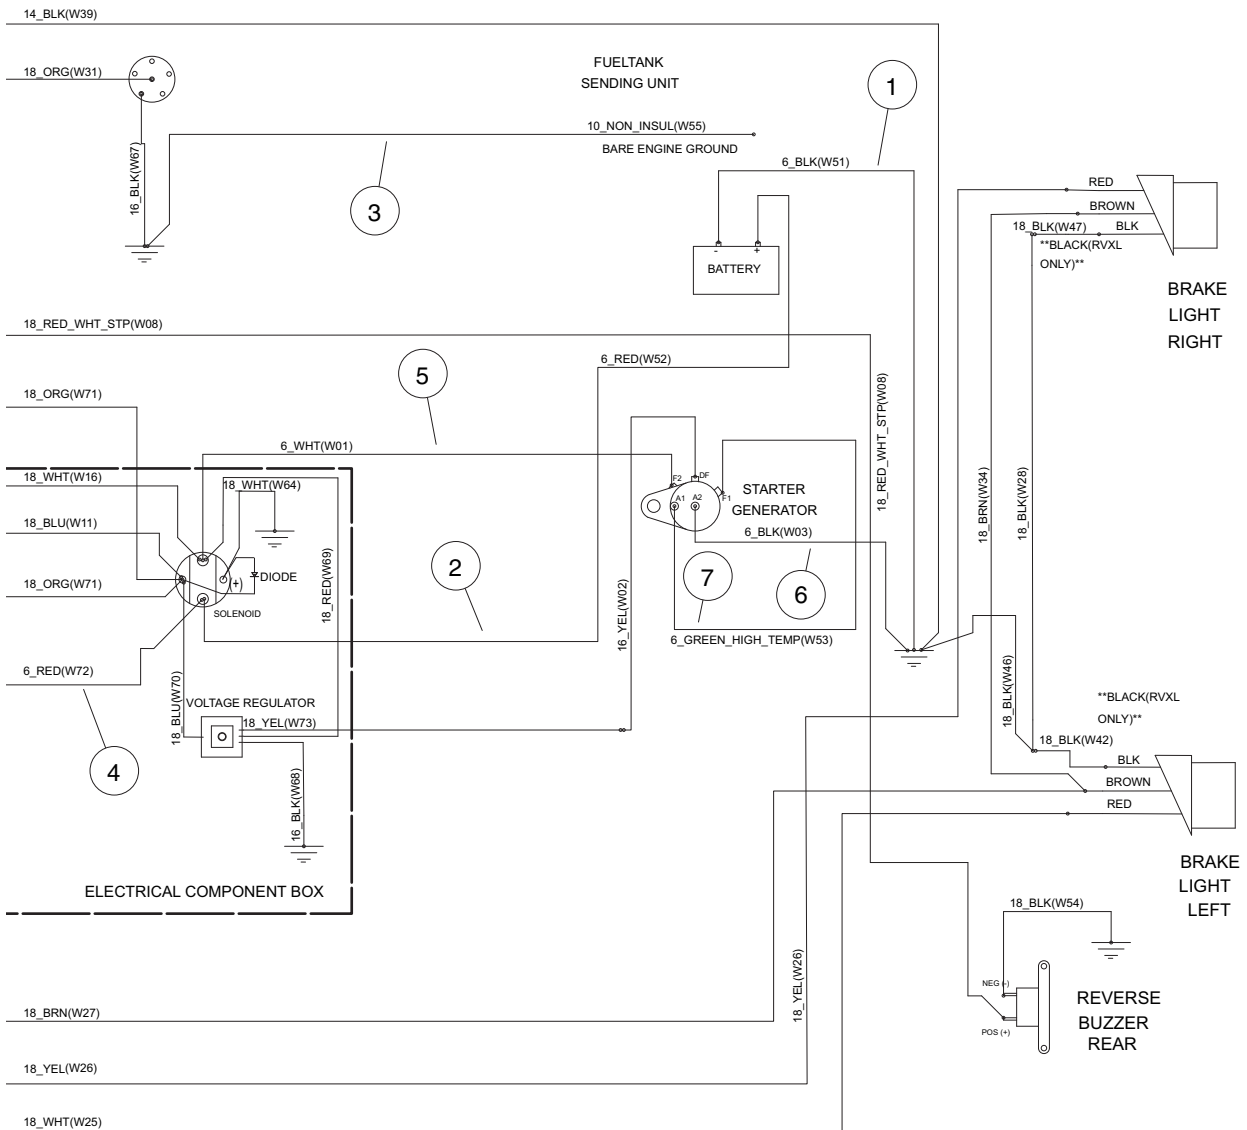 14_BLK(W39)
FUELTANK
SENDING UNIT
18_ORG(W31)
1
10_NON_INSUL(W55)
BARE ENGINE GROUND
16_BLK(W67)
6_BLK(W51)
3
RED
BROWN
18_BLK(W47)
BLK
**BLACK(RVXL
ONLY)**
- +
BATTERY
BRAKE
LIGHT
RIGHT
18_RED_WHT_STP(W08)
6_RED(W52)
5
18_ORG(W71)
18_RED_WHT_STP(W08)
6_WHT(W01)
18_WHT(W16)
18_WHT(W64)
F2
DF
F1
A1
A2
STARTER
GENERATOR
18_BRN(W34)
18_BLK(W28)
18_BLU(W11)
6_BLK(W03)
2
7
6
18_ORG(W71)
(+)
DIODE
18_RED(W69)
SOLENOID
16_YEL(W02)
6_GREEN_HIGH_TEMP(W53)
6_RED(W72)
18_BLU(W70)
VOLTAGE REGULATOR
18_YEL(W73)
18_BLK(W46)
**BLACK(RVXL
ONLY)**
18_BLK(W42)
4
BLK
BROWN
RED
16_BLK(W68)
BRAKE
LIGHT
LEFT
ELECTRICAL COMPONENT BOX
18_BLK(W54)
18_YEL(W26)
NEG (-)
POS (+)
REVERSE
BUZZER
REAR
18_BRN(W27)
18_YEL(W26)
18_WHT(W25)